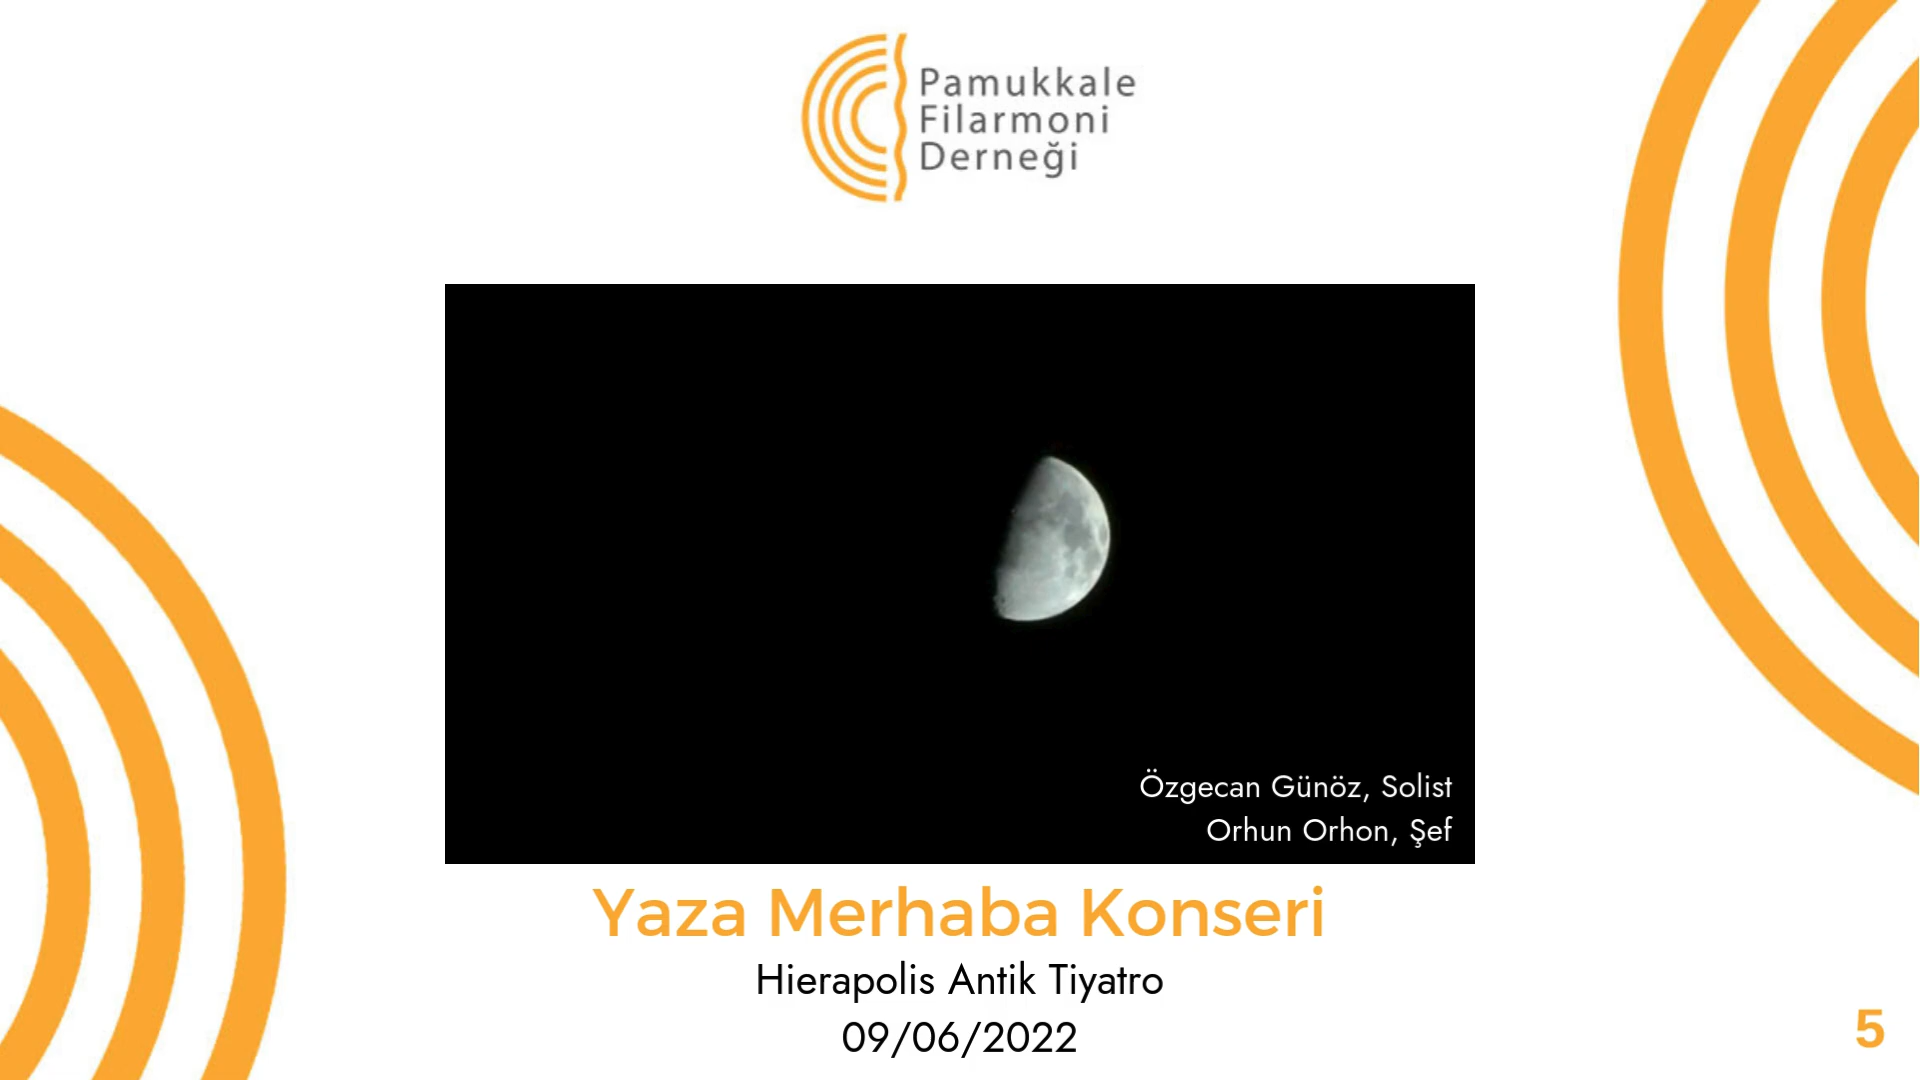 Pamukkale
Filarmoni
Derneği
Özgecan Günöz, Solist
Orhun Orhon, Şef
Yaza Merhaba Konseri
Hierapolis Antik Tiyatro
09/06/2022
5